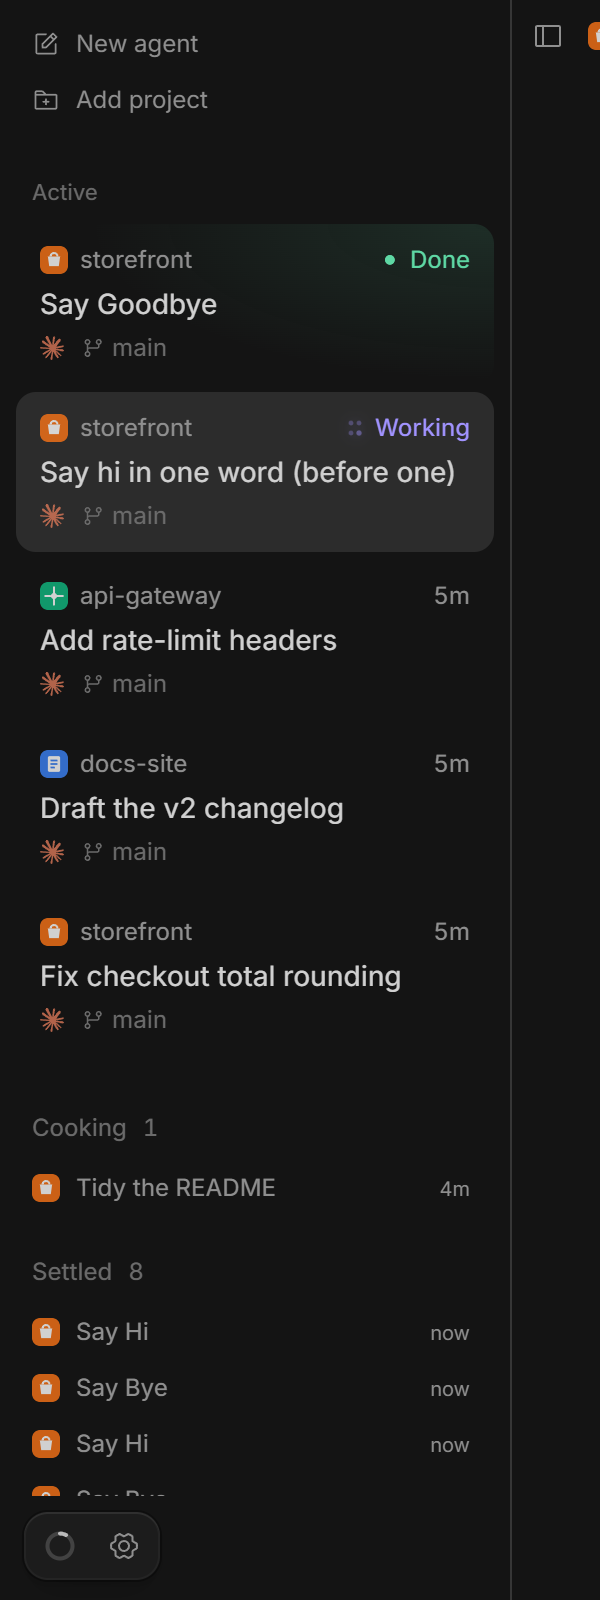 New agent
Add project
Active
storefront Done
Say Goodbye
main
storefront Working
Say hi in one word (before one)
main
api-gateway 5m
Add rate-limit headers
main
docs-site 5m
Draft the v2 changelog
main
storefront 5m
Fix checkout total rounding
main
Cooking 1
Tidy the README 4m
Settled 8
Say Hi now
Say Bye now
Say Hi now